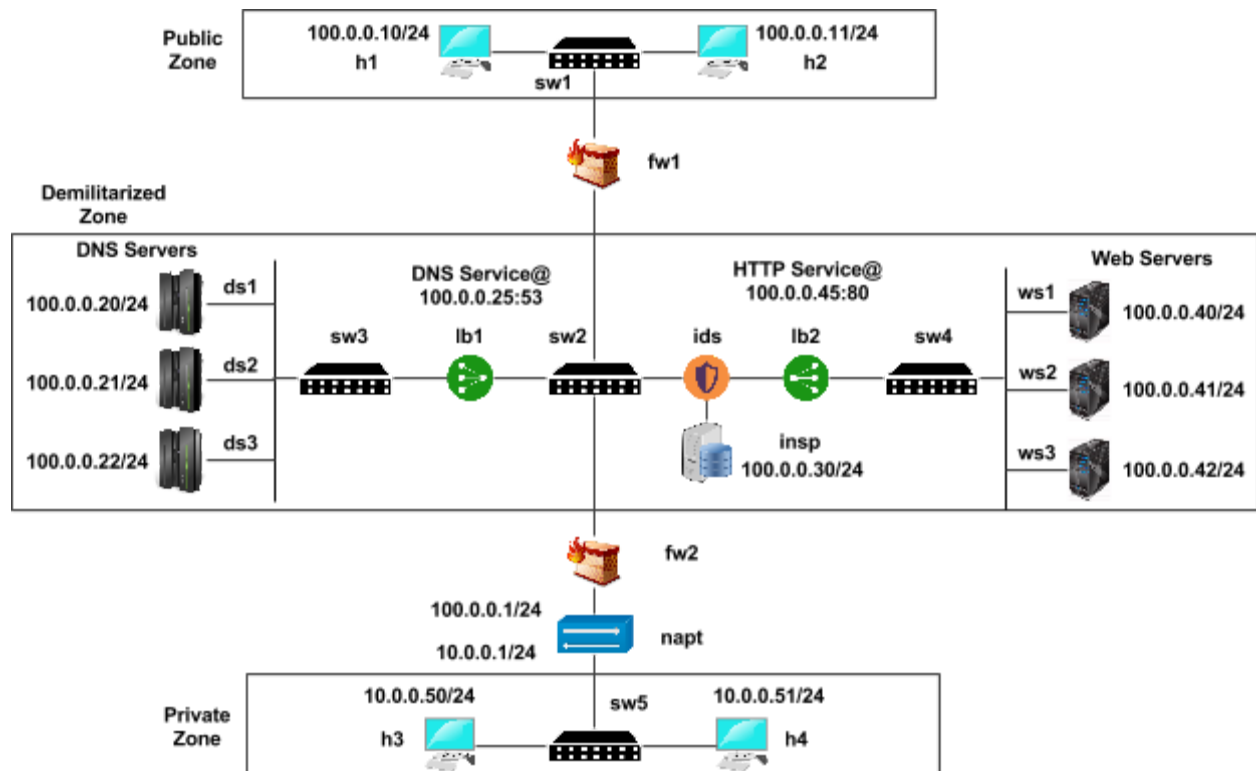 Public
Zone
100.0.0.10/24
h1
sw1
100.0.0.11/24
h2
fw1
Demilitarized
Zone
DNS Servers
100.0.0.20/24
ds1
100.0.0.21/24
ds2
100.0.0.22/24
ds3
sw3
DNS Service@
100.0.0.25:53
lb1
sw2
HTTP Service@
100.0.0.45:80
ids
lb2
insp
100.0.0.30/24
sw4
Web Servers
ws1
100.0.0.40/24
ws2
100.0.0.41/24
ws3
100.0.0.42/24
fw2
100.0.0.1/24
napt
10.0.0.1/24
Private
Zone
10.0.0.50/24
h3
sw5
10.0.0.51/24
h4